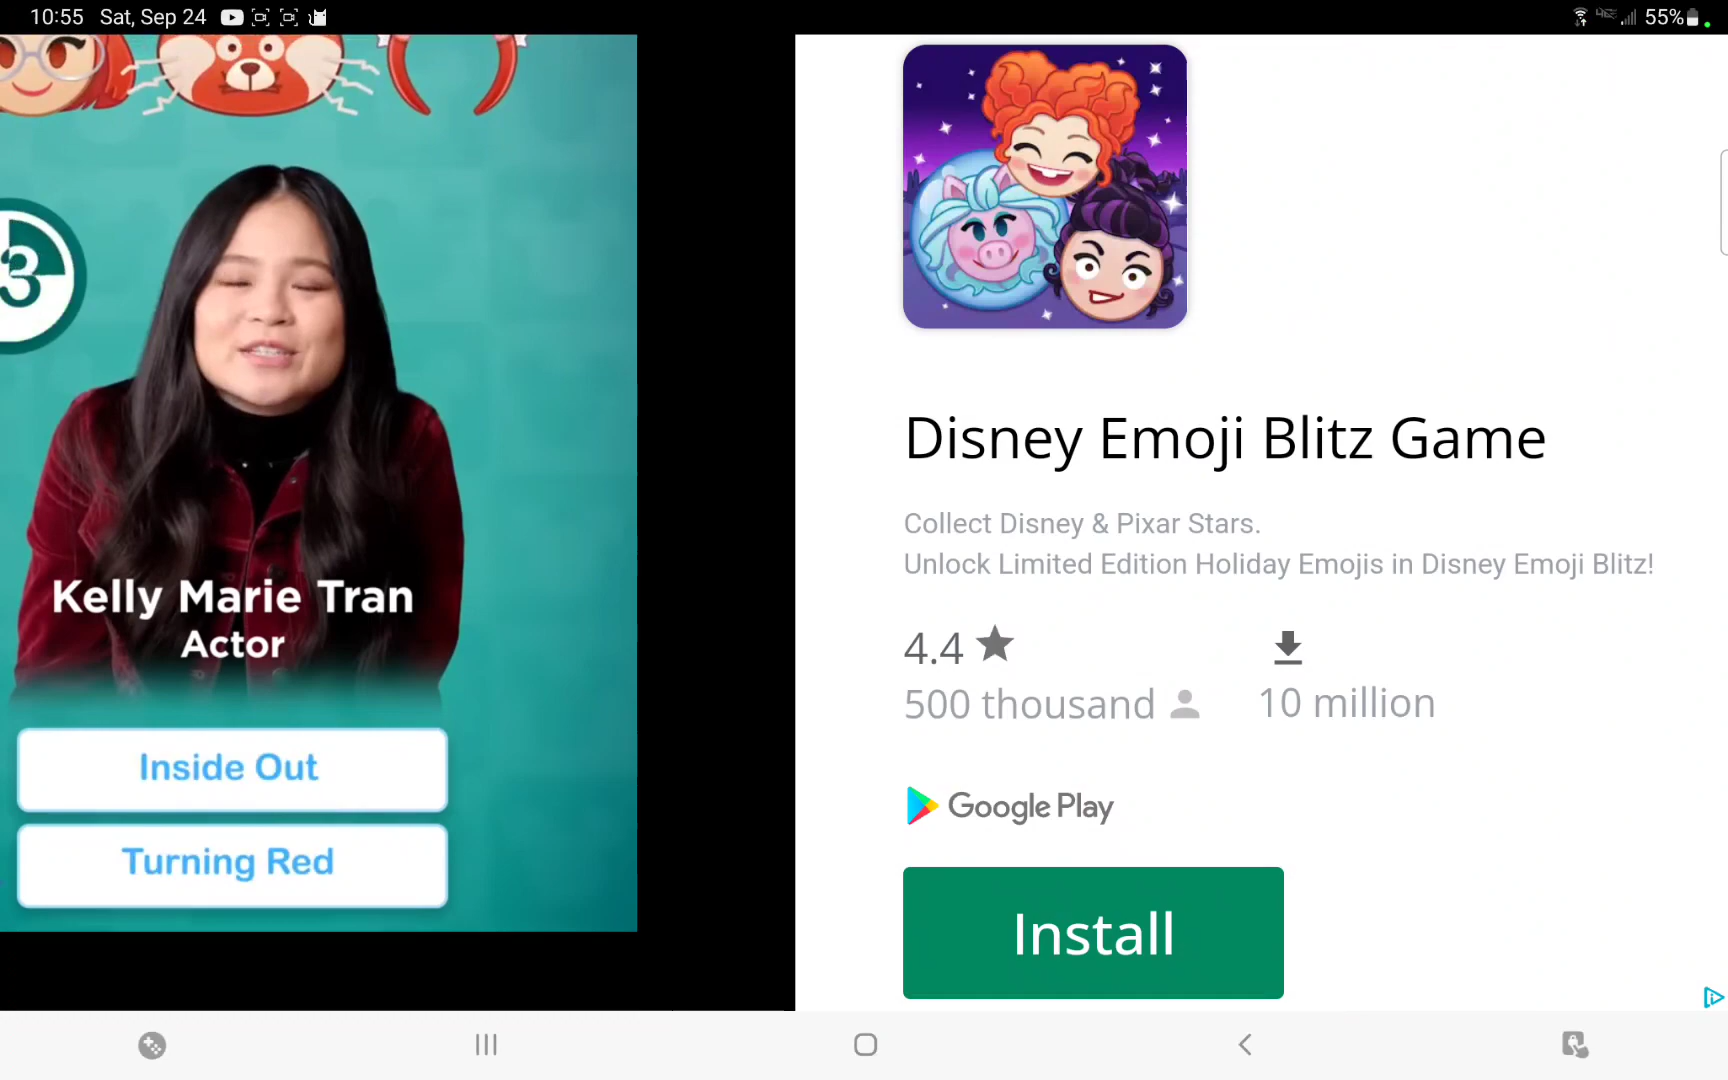 10:55 Sat, Sep 24
55%
3
Kelly Marie Tran
Actor
Inside Out
Turning Red
Disney Emoji Blitz Game
Collect Disney & Pixar Stars.
Unlock Limited Edition Holiday Emojis in Disney Emoji Blitz!
4.4
500 thousand
10 million
Google Play
Install